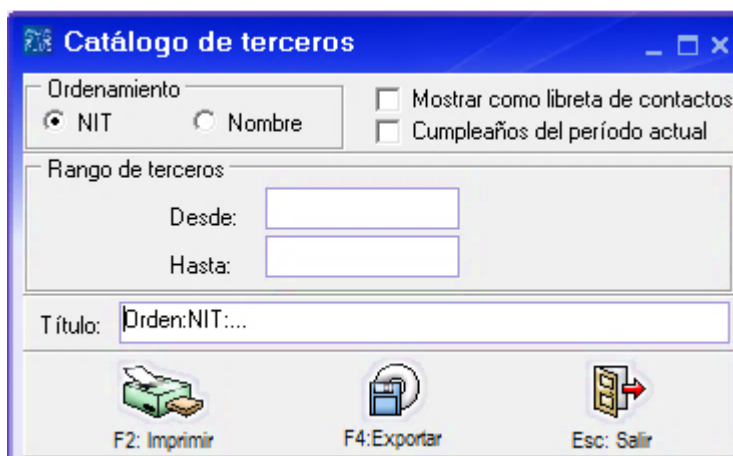 Catálogo de terceros
Ordenamiento
NIT Nombre
Mostrar como libreta de contactos
Cumpleaños del período actual
Rango de terceros
Desde:
Hasta:
Título: Orden:NIT:...
F2: Imprimir F4:Exportar Esc: Salir